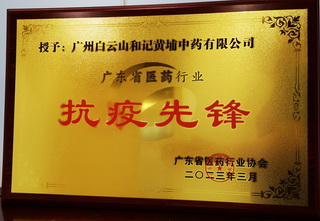 授予：广州白云山和记黄埔中药有限公司
广东省医药行业
抗疫先锋
广东省医药行业协会
二〇二三年三月